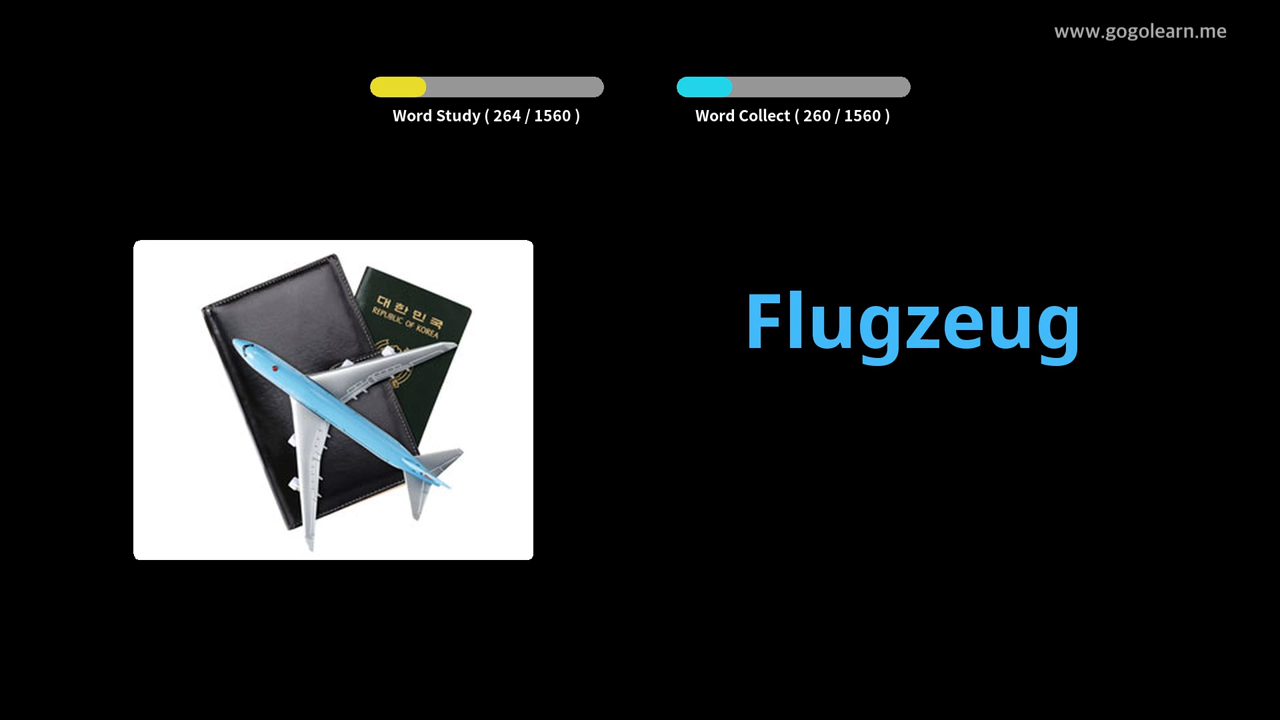 www.gogolearn.me
Word Study ( 264 / 1560 )
Word Collect ( 260 / 1560 )
대한민국
REPUBLIC OF KOREA
Flugzeug